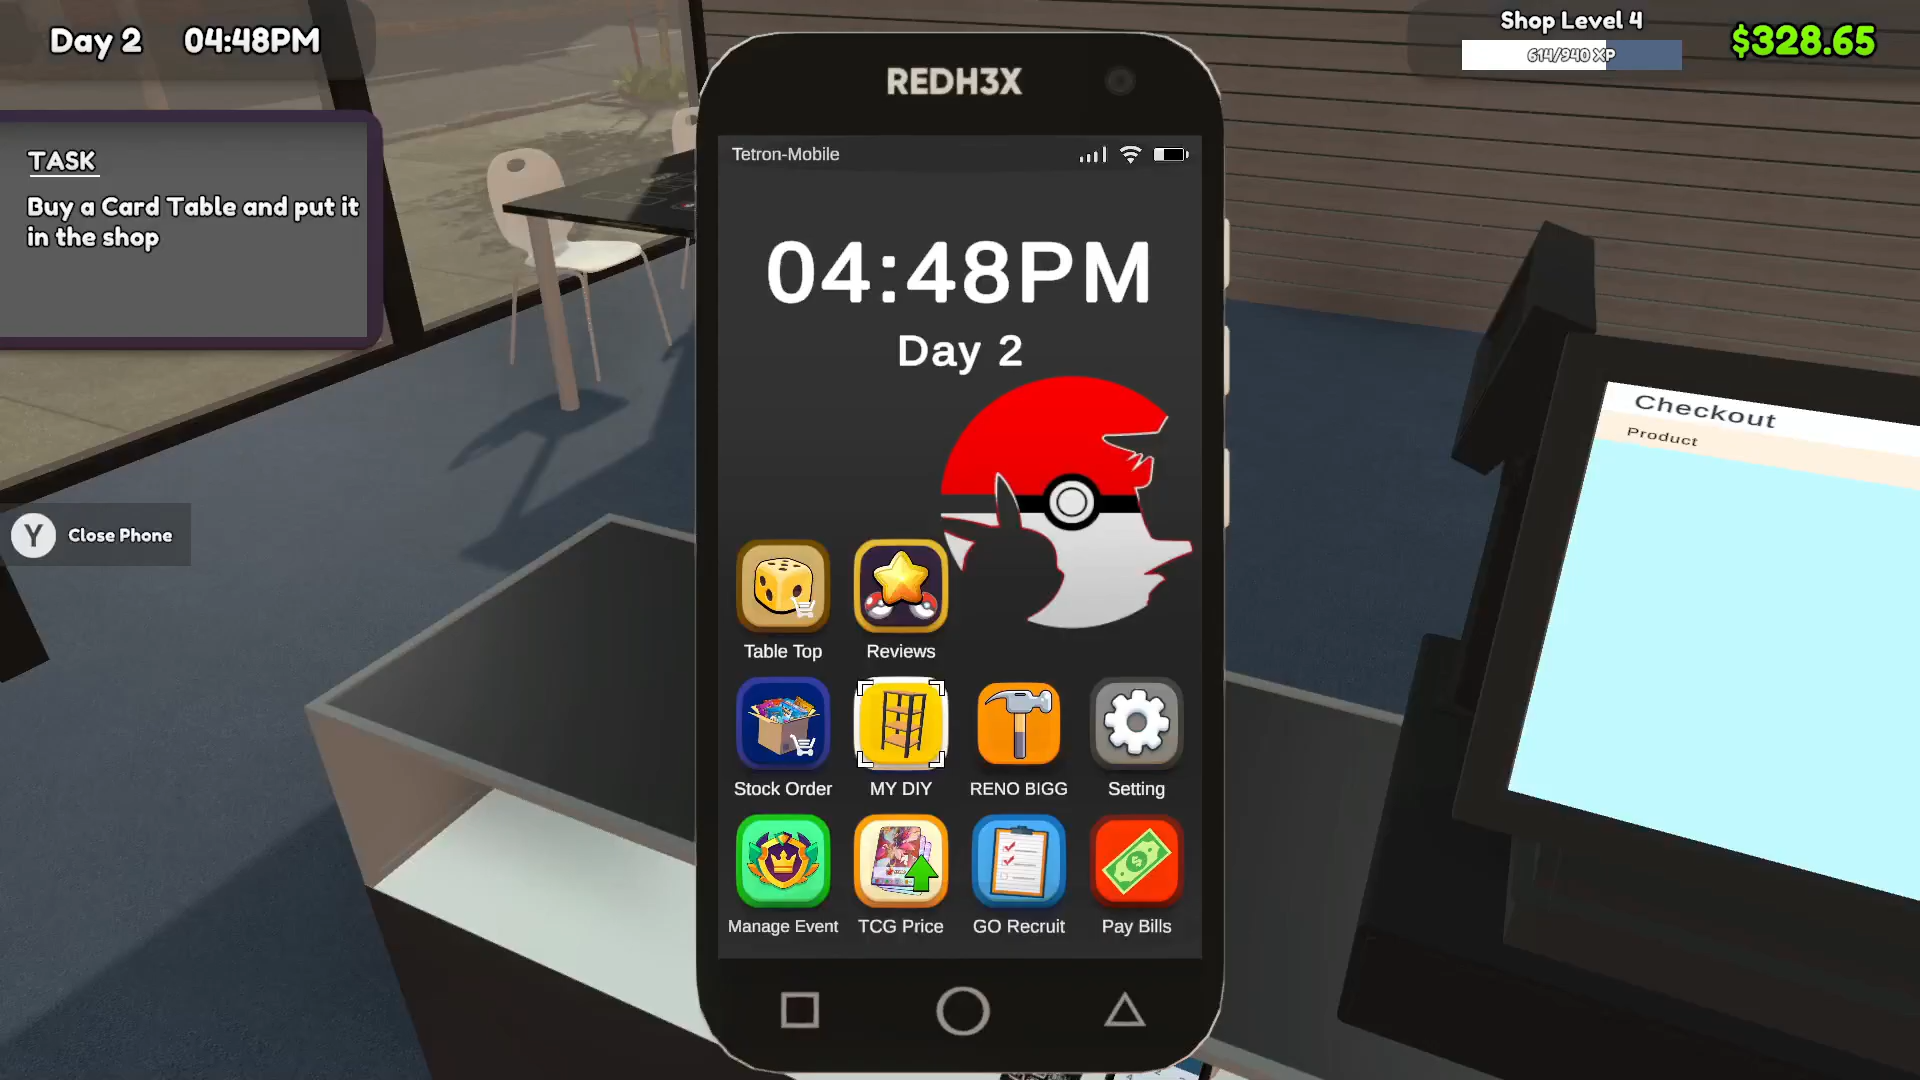 Day 2 04:48PM
Shop Level 4
614/940 XP
$328.65
TASK
Buy a Card Table and put it
in the shop
Y Close Phone
REDH3X
Tetron-Mobile
04:48PM
Day 2
Table Top
Reviews
Stock Order
MY DIY
RENO BIGG
Setting
Manage Event
TCG Price
GO Recruit
Pay Bills
Checkout
Product